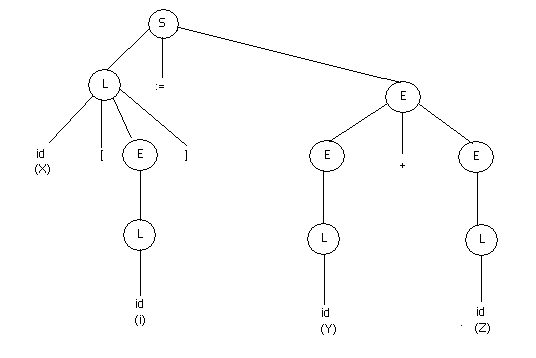 S
L := E
id [ E ] E + E
(X)
L L L
id id id
(i) (Y) (Z)